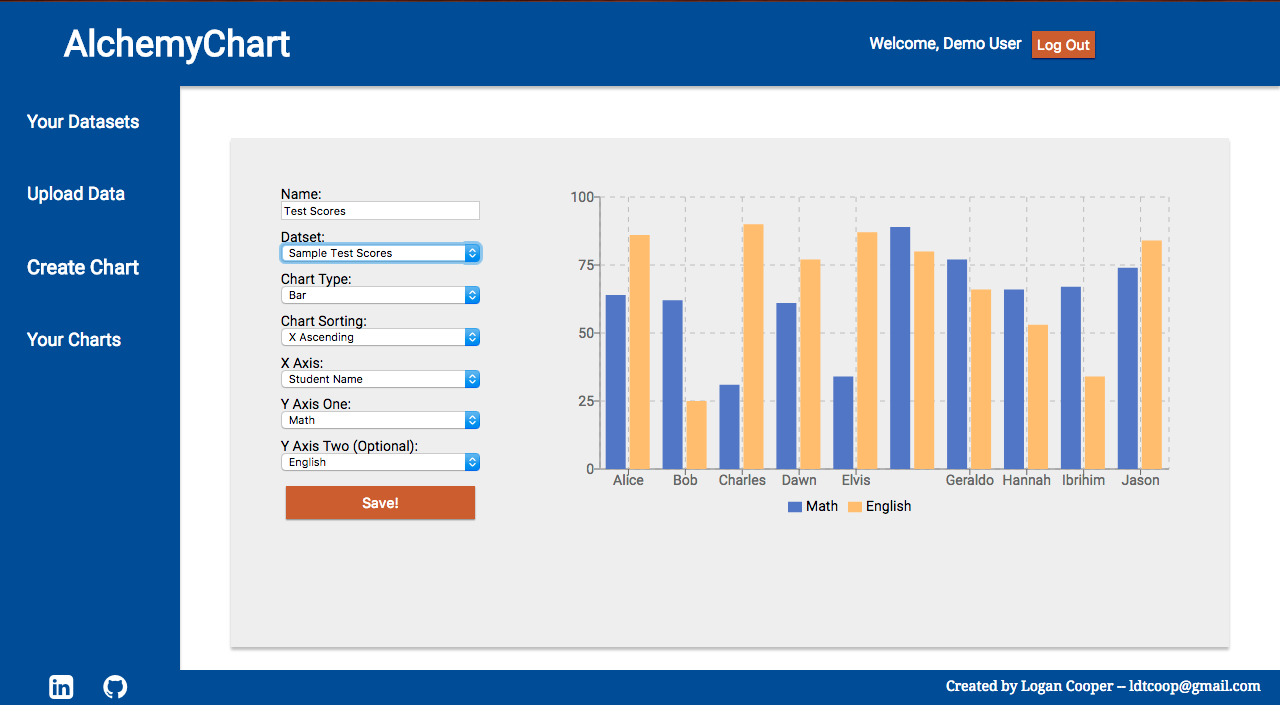 AlchemyChart
Welcome, Demo User
Log Out
Your Datasets
Upload Data
Create Chart
Your Charts
Name:
Test Scores
Datset:
Sample Test Scores
Chart Type:
Bar
Chart Sorting:
X Ascending
X Axis:
Student Name
Y Axis One:
Math
Y Axis Two (Optional):
English
Save!
100
75
50
25
0
Alice Bob Charles Dawn Elvis Geraldo Hannah Ibrihim Jason
Math English
in
Created by Logan Cooper – ldtcoop@gmail.com